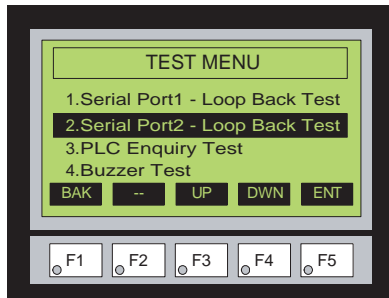 TEST MENU
1.Serial Port1 - Loop Back Test
2.Serial Port2 - Loop Back Test
3.PLC Enquiry Test
4.Buzzer Test
BAK -- UP DWN ENT
F1 F2 F3 F4 F5